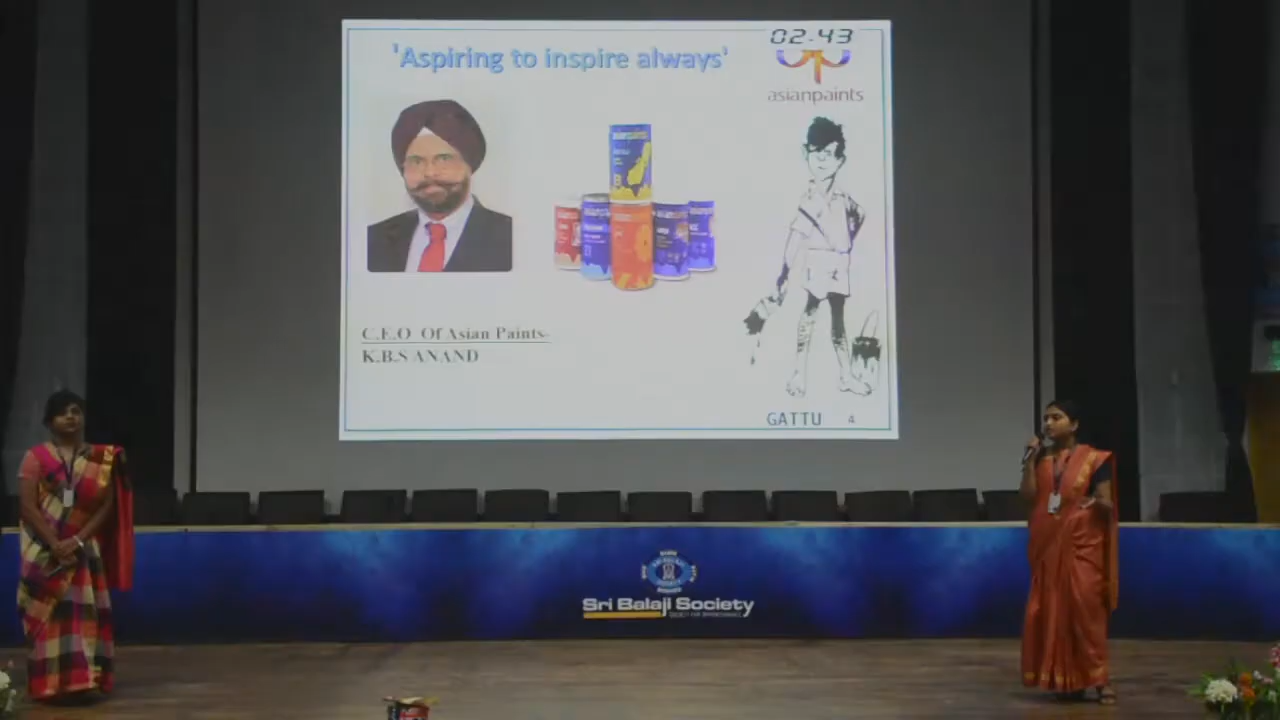 'Aspiring to inspire always'
02-43
asianpaints
C.E.O Of Asian Paints-
K.B.S ANAND
GATTU 4
Sri Balaji Society